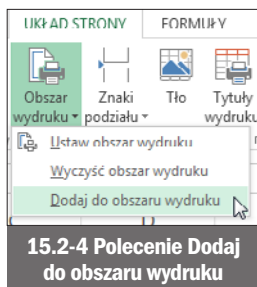 UKŁAD STRONY FORMUŁY
Obszar Znaki Tło Tytuły
wydruku podziału wydruku
Ustaw obszar wydruku
Wyczyść obszar wydruku
Dodaj do obszaru wydruku
15.2-4 Polecenie Dodaj
do obszaru wydruku